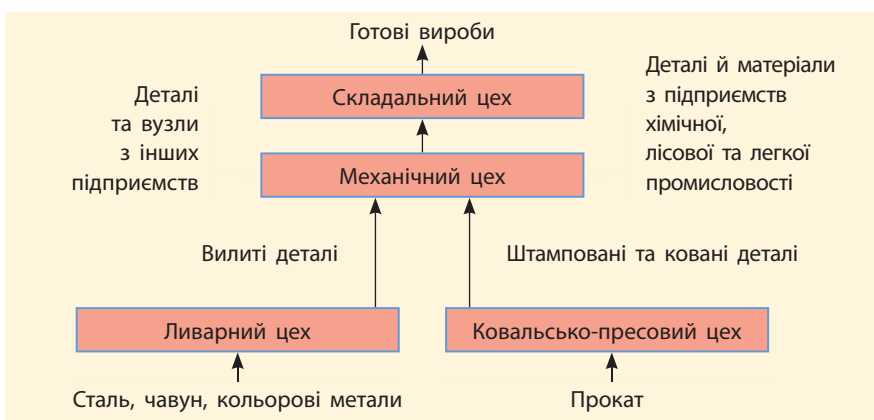 Готові вироби
Складальний цех
Деталі
та вузли
з інших
підприємств
Деталі й матеріали
з підприємств
хімічної,
лісової та легкої
промисловості
Механічний цех
Вилиті деталі
Штамповані та ковані деталі
Ливарний цех
Ковальсько-пресовий цех
Сталь, чавун, кольорові метали
Прокат